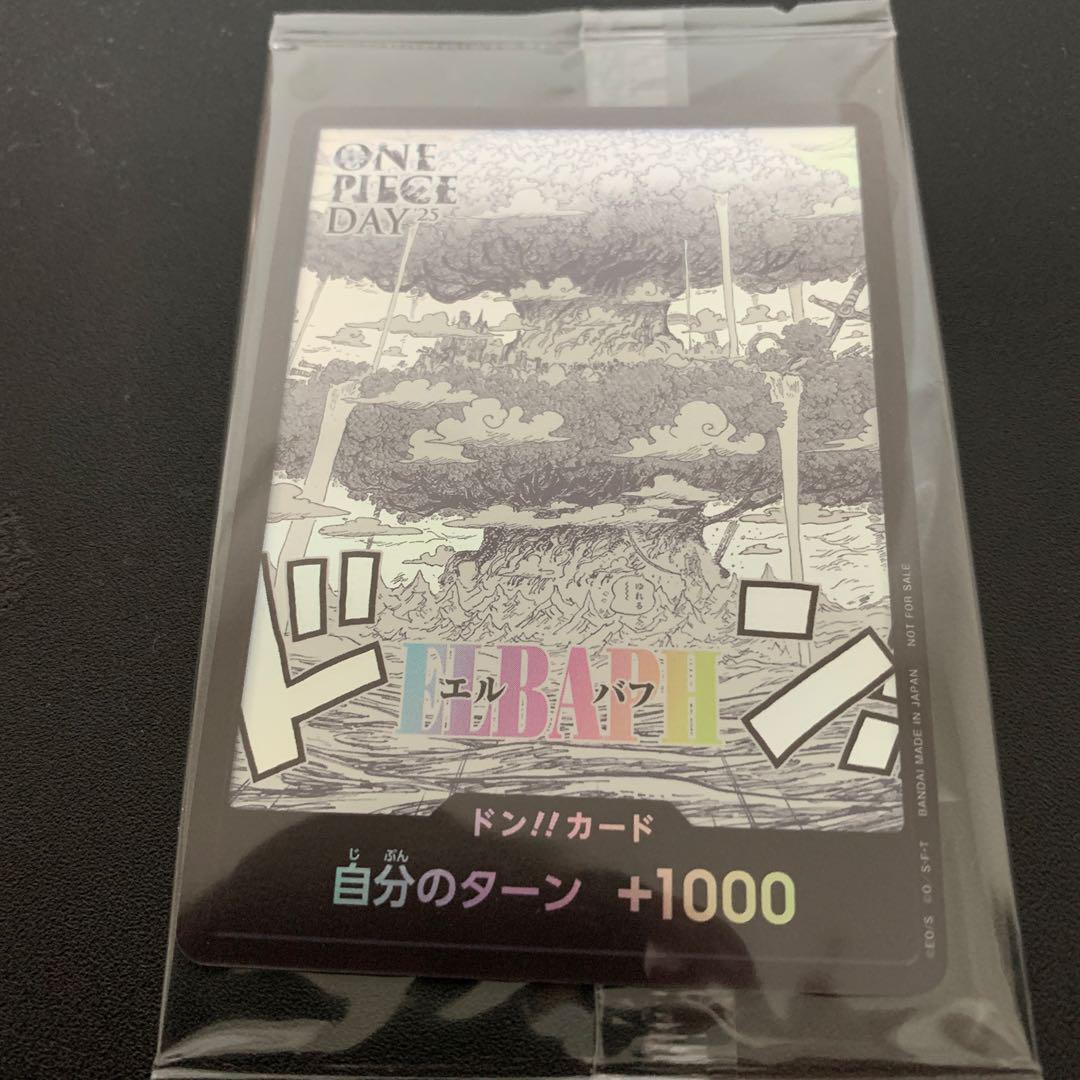 ONE
PIECE
DAY'25
ゆれる
ドン
ELBAPH
エルバフ
ドン!!カード
じ ぶん
自分のターン +1000
©EO/S ©O/S·F·T BANDAI MADE IN JAPAN NOT FOR SALE